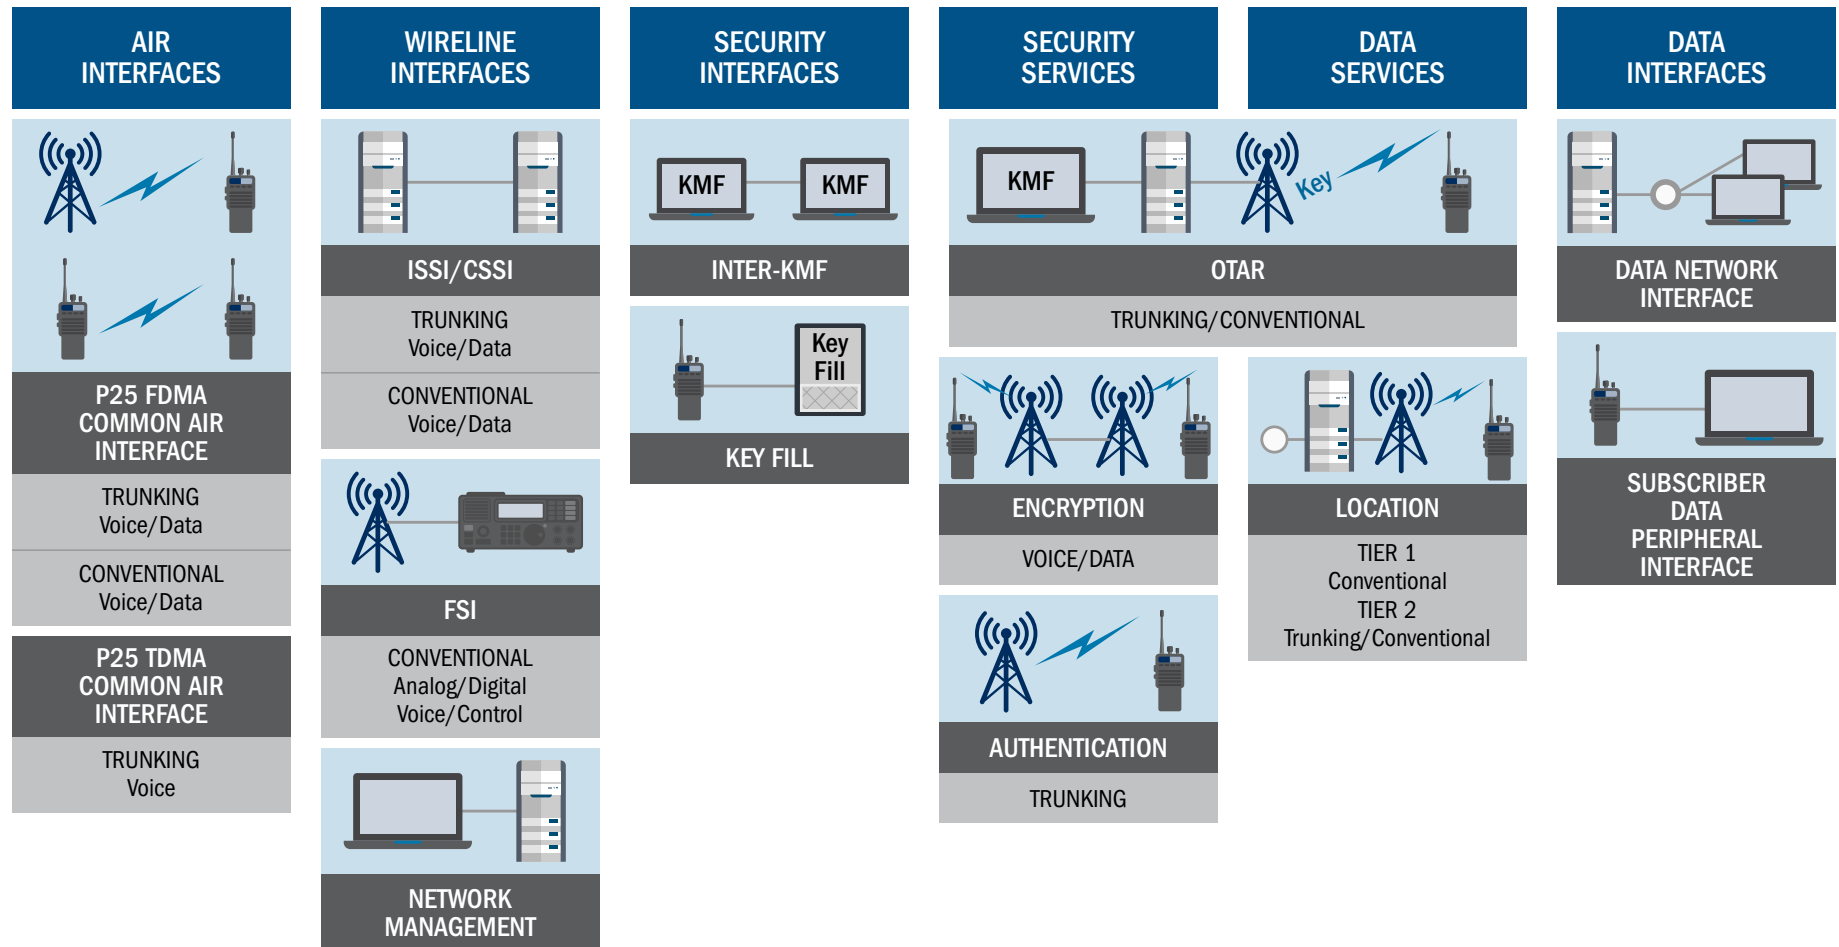 AIR
INTERFACES
P25 FDMA
COMMON AIR
INTERFACE
TRUNKING
Voice/Data
CONVENTIONAL
Voice/Data
P25 TDMA
COMMON AIR
INTERFACE
TRUNKING
Voice
WIRELINE
INTERFACES
ISSI/CSSI
TRUNKING
Voice/Data
CONVENTIONAL
Voice/Data
FSI
CONVENTIONAL
Analog/Digital
Voice/Control
NETWORK
MANAGEMENT
SECURITY
INTERFACES
KMF
KMF
INTER-KMF
Key
Fill
KEY FILL
SECURITY
SERVICES
DATA
SERVICES
KMF
Key
OTAR
TRUNKING/CONVENTIONAL
ENCRYPTION
VOICE/DATA
AUTHENTICATION
TRUNKING
LOCATION
TIER 1
Conventional
TIER 2
Trunking/Conventional
DATA
INTERFACES
DATA NETWORK
INTERFACE
SUBSCRIBER
DATA
PERIPHERAL
INTERFACE